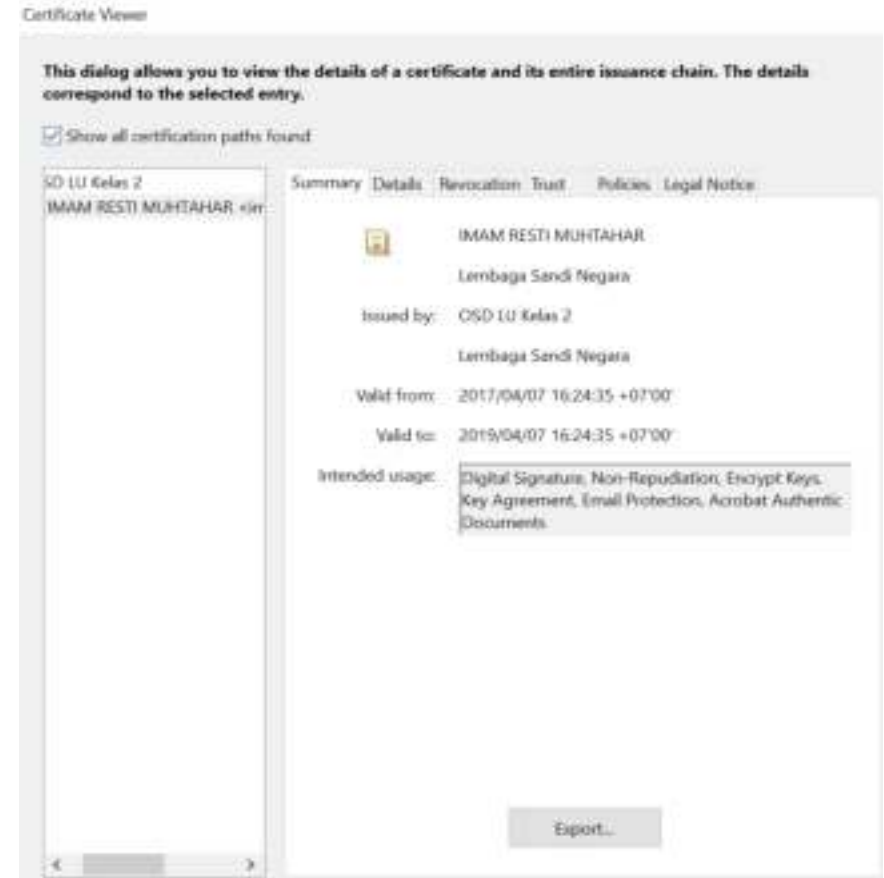 Certificate Viewer
This dialog allows you to view the details of a certificate and its entire issuance chain. The details
correspond to the selected entry.
Show all certification paths found
SD LU Kelas 2
IMAM RESTI MUHTAHAR <im
Summary Details Revocation Trust Policies Legal Notice
IMAM RESTI MUHTAHAR
Lembaga Sandi Negara
Issued by: OSD LU Kelas 2
Lembaga Sandi Negara
Valid from: 2017/04/07 16:24:35 +07'00'
Valid to: 2019/04/07 16:24:35 +07'00'
Intended usage: Digital Signature, Non-Repudiation, Encrypt Keys,
Key Agreement, Email Protection, Acrobat Authentic
Documents
Export...